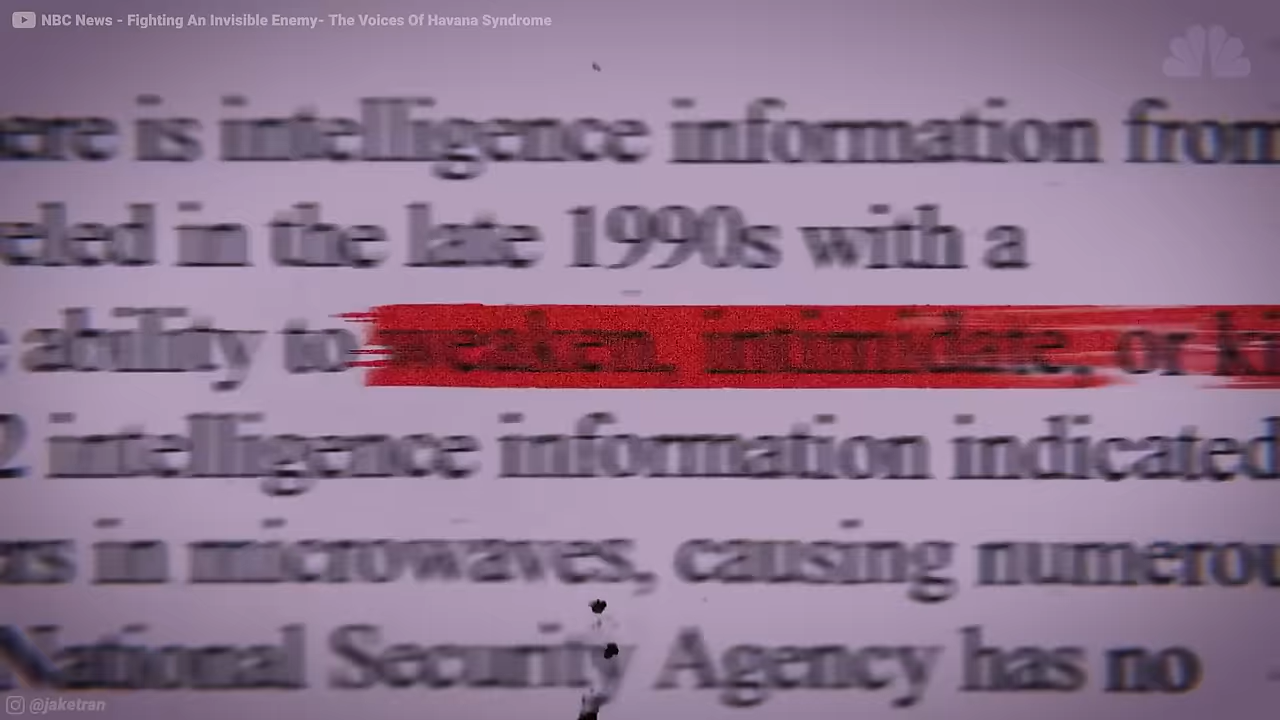 NBC News - Fighting An Invisible Enemy- The Voices Of Havana Syndrome
ere is intelligence information from
eled in the late 1990s with a
ability to weaken, intimidate, or ki
2 intelligence information indicated
rs in microwaves, causing numerou
National Security Agency has no
@jaketran